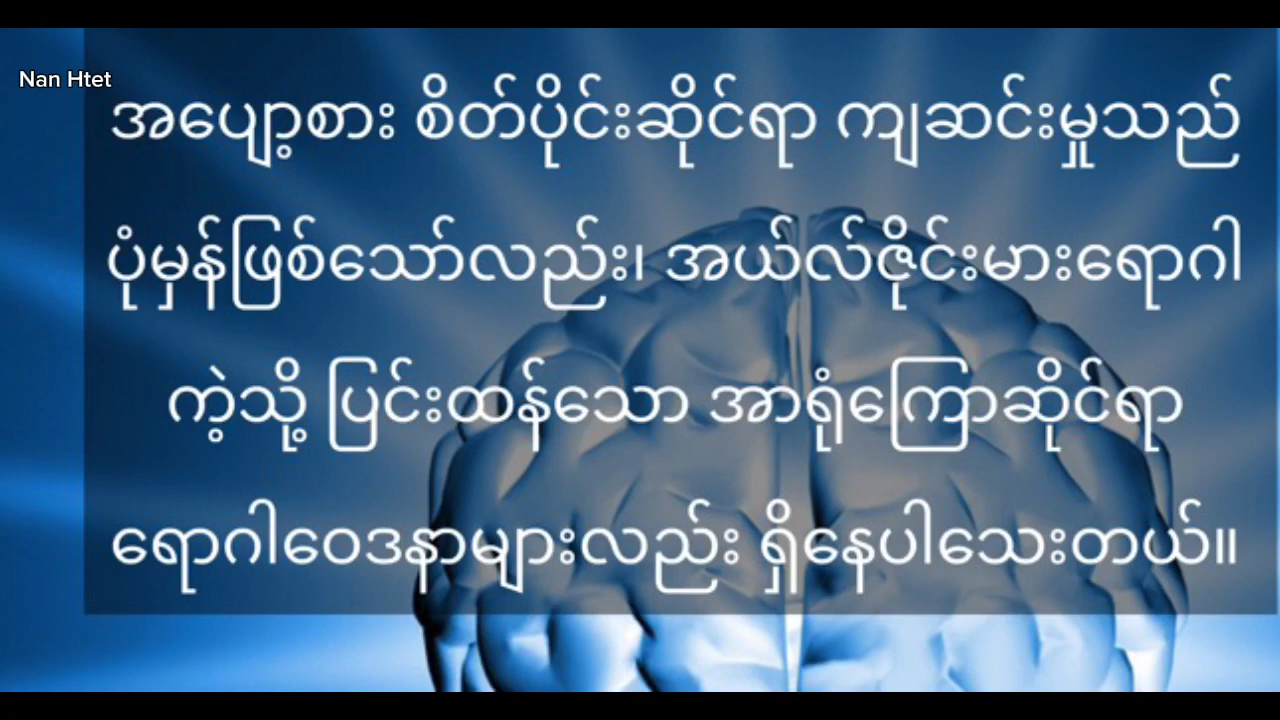 Nan Htet
အပျော့စား စိတ်ပိုင်းဆိုင်ရာ ကျဆင်းမှုသည်
ပုံမှန်ဖြစ်သော်လည်း၊ အယ်လ်ဇိုင်းမားရောဂါ
ကဲ့သို့ ပြင်းထန်သော အာရုံကြောဆိုင်ရာ
ရောဂါဝေဒနာများလည်း ရှိနေပါသေးတယ်။